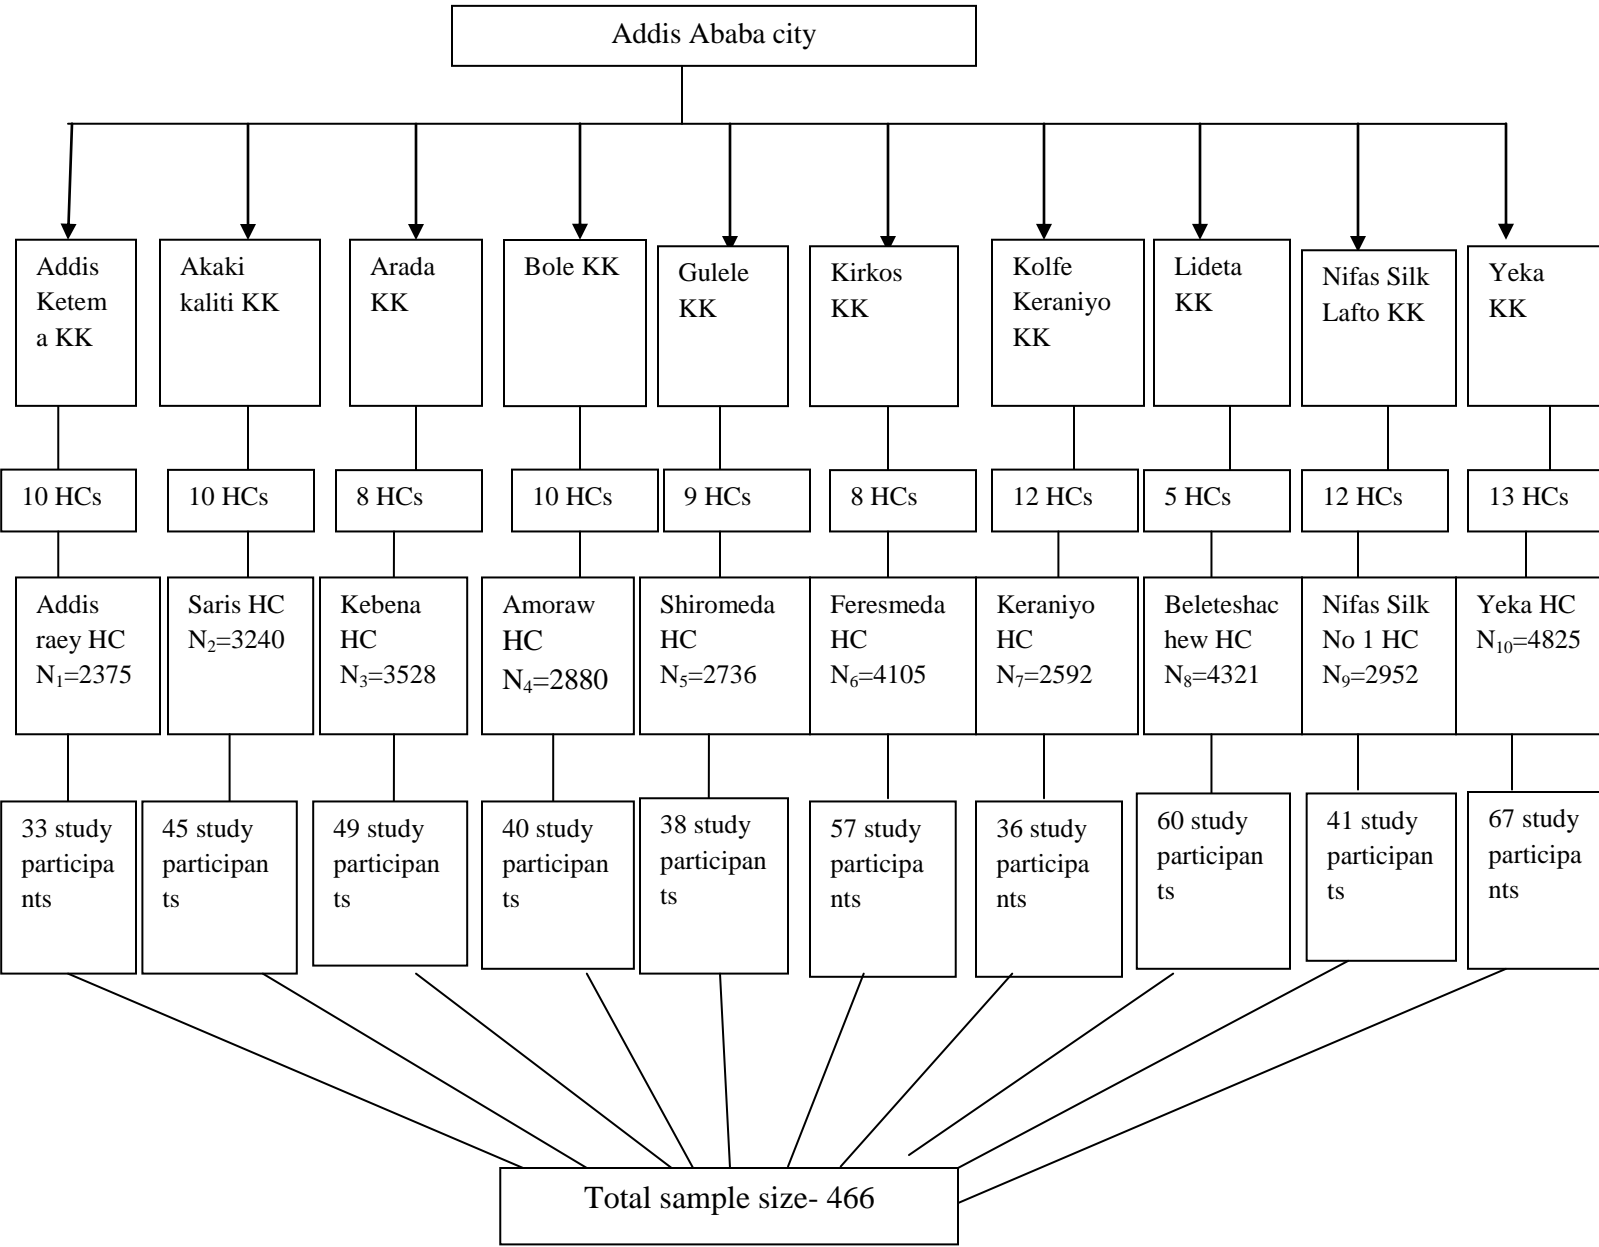 Addis Ababa city
Addis
Ketem
a KK
Akaki
kaliti KK
Arada
KK
Bole KK
Gulele
KK
Kirkos
KK
Kolfe
Keraniyo
KK
Lideta
KK
Nifas Silk
Lafto KK
Yeka
KK
10 HCs
10 HCs
8 HCs
10 HCs
9 HCs
8 HCs
12 HCs
5 HCs
12 HCs
13 HCs
Addis
raey HC
N₁=2375
Saris HC
N₂=3240
Kebena
HC
N₃=3528
Amoraw
HC
N₄=2880
Shiromeda
HC
N₅=2736
Feresmeda
HC
N₆=4105
Keraniyo
HC
N₇=2592
Beleteshac
hew HC
N₈=4321
Nifas Silk
No 1 HC
N₉=2952
Yeka HC
N₁₀=4825
33 study
participa
nts
45 study
participan
ts
49 study
participan
ts
40 study
participan
ts
38 study
participan
ts
57 study
participa
nts
36 study
participa
nts
60 study
participan
ts
41 study
participan
ts
67 study
participa
nts
Total sample size- 466